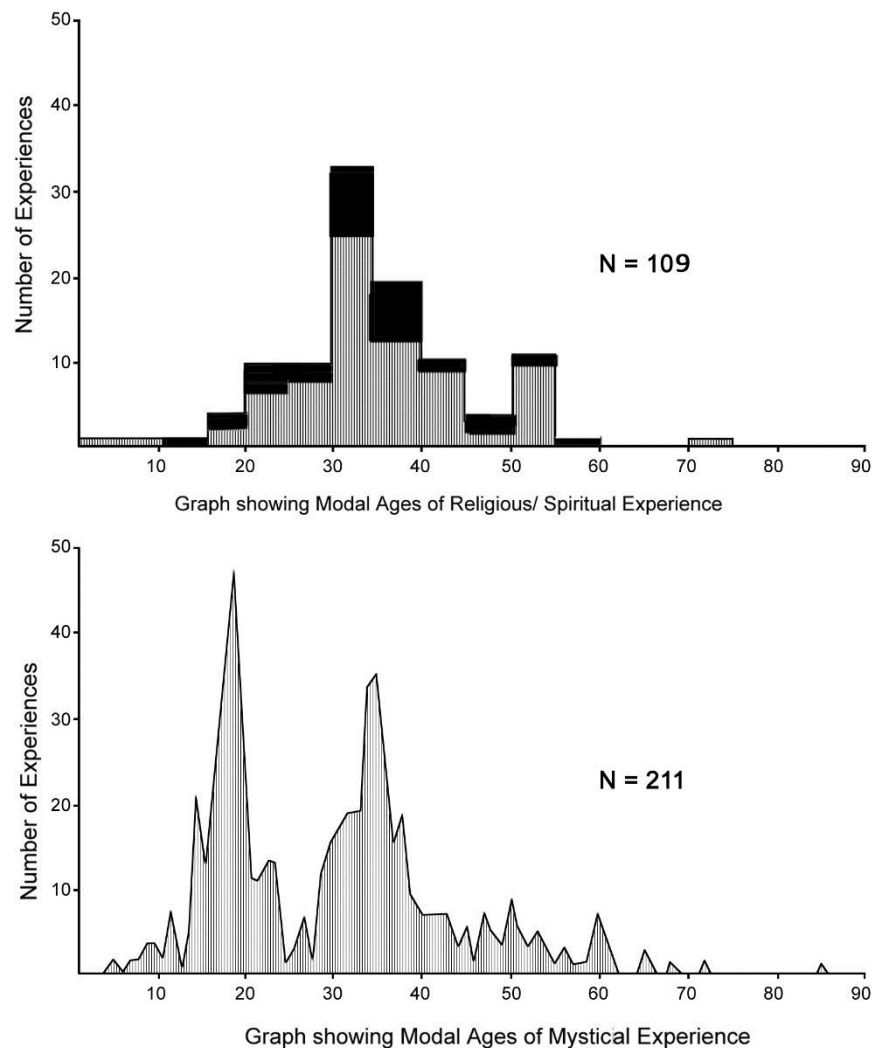 50
40
30
20
10
Number of Experiences
N = 109
10 20 30 40 50 60 70 80 90
Graph showing Modal Ages of Religious/ Spiritual Experience
50
40
30
20
10
Number of Experiences
N = 211
10 20 30 40 50 60 70 80 90
Graph showing Modal Ages of Mysticial Experience